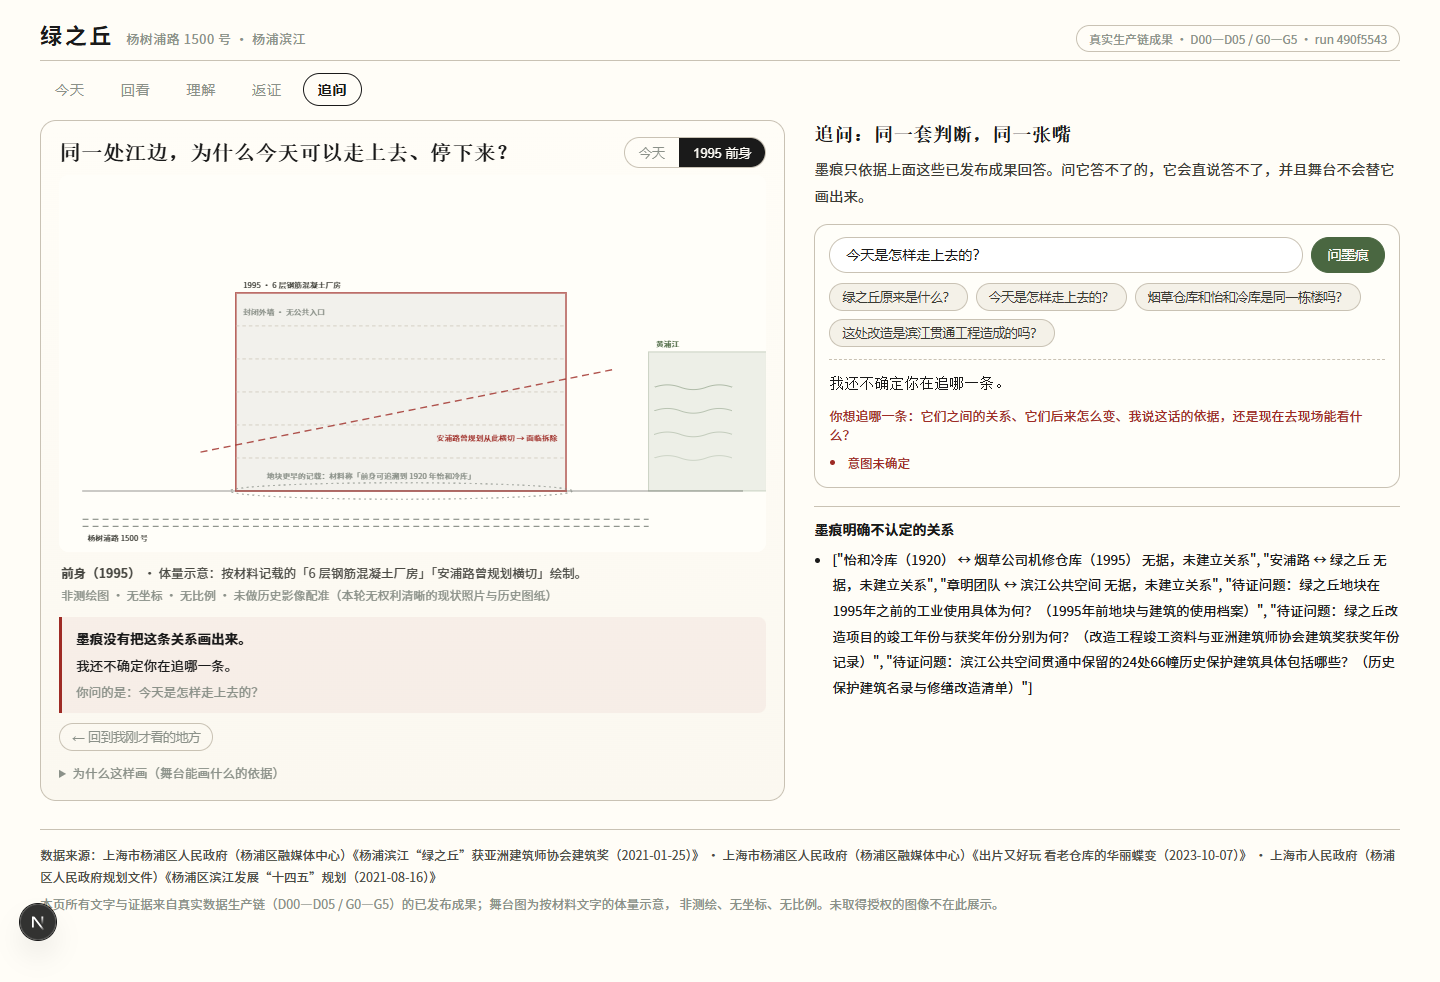 绿之丘 杨树浦路 1500 号 · 杨浦滨江
真实生产链成果 · D00—D05 / G0—G5 · run 490f5543
今天 回看 理解 返证 追问
同一处江边，为什么今天可以走上去、停下来？
今天 1995 前身
1995 · 6 层钢筋混凝土厂房
封闭外墙 · 无公共入口
黄浦江
安浦路曾规划从此横切 → 面临拆除
地块更早的记载：材料称「前身可追溯到 1920 年怡和冷库」
杨树浦路 1500 号
前身（1995） · 体量示意：按材料记载的「6 层钢筋混凝土厂房」「安浦路曾规划横切」绘制。
非测绘图 · 无坐标 · 无比例 · 未做历史影像配准（本轮无权利清晰的现状照片与历史图纸）
墨痕没有把这条关系画出来。
我还不确定你在追哪一条。
你问的是：今天是怎样走上去的？
← 回到我刚才看的地方
▶ 为什么这样画（舞台能画什么的依据）
追问：同一套判断，同一张嘴
墨痕只依据上面这些已发布成果回答。问它答不了的，它会直说答不了，并且舞台不会替它
画出来。
今天是怎样走上去的？ 问墨痕
绿之丘原来是什么？ 今天是怎样走上去的？ 烟草仓库和怡和冷库是同一栋楼吗？
这处改造是滨江贯通工程造成的吗？
我还不确定你在追哪一条。
你想追哪一条：它们之间的关系、它们后来怎么变、我说这话的依据，还是现在去现场能看什
么？
• 意图未确定
墨痕明确不认定的关系
• ["怡和冷库（1920） ↔ 烟草公司机修仓库（1995） 无据，未建立关系","安浦路 ↔ 绿之丘 无
据，未建立关系","章明团队 ↔ 滨江公共空间 无据，未建立关系","待证问题：绿之丘地块在
1995年之前的工业使用具体为何？（1995年前地块与建筑的使用档案）","待证问题：绿之丘改
造项目的竣工年份与获奖年份分别为何？（改造工程竣工资料与亚洲建筑师协会建筑奖获奖年份
记录）","待证问题：滨江公共空间贯通中保留的24处66幢历史保护建筑具体包括哪些？（历史
保护建筑名录与修缮改造清单）"]
数据来源：上海市杨浦区人民政府（杨浦区融媒体中心）《杨浦滨江“绿之丘”获亚洲建筑师协会建筑奖（2021-01-25）》 · 上海市杨浦区人民政府（杨浦区融媒体中心）《出片又好玩 看老仓库的华丽蝶变（2023-10-07）》 · 上海市人民政府（杨浦
区人民政府规划文件）《杨浦区滨江发展“十四五”规划（2021-08-16）》
本页所有文字与证据来自真实数据生产链（D00—D05 / G0—G5）的已发布成果；舞台图为按材料文字的体量示意， 非测绘、无坐标、无比例。未取得授权的图像不在此展示。
N